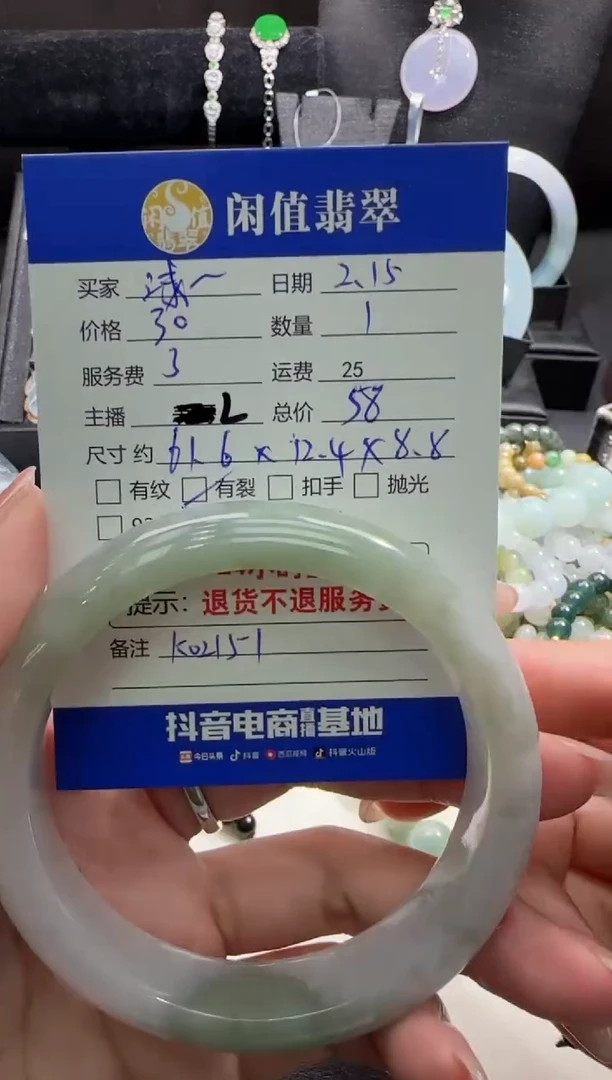 闲值翡翠
闲值翡翠
买家 日期 2.15
价格 30 数量 1
服务费 3 运费 25
主播 L 总价 58
尺寸 约 61.6 x 12.4 x 8.8
有纹 有裂 扣手 抛光
提示: 退货不退服务
备注 K02151
抖音电商直播基地
今日头条 抖音 西瓜视频 抖音火山版